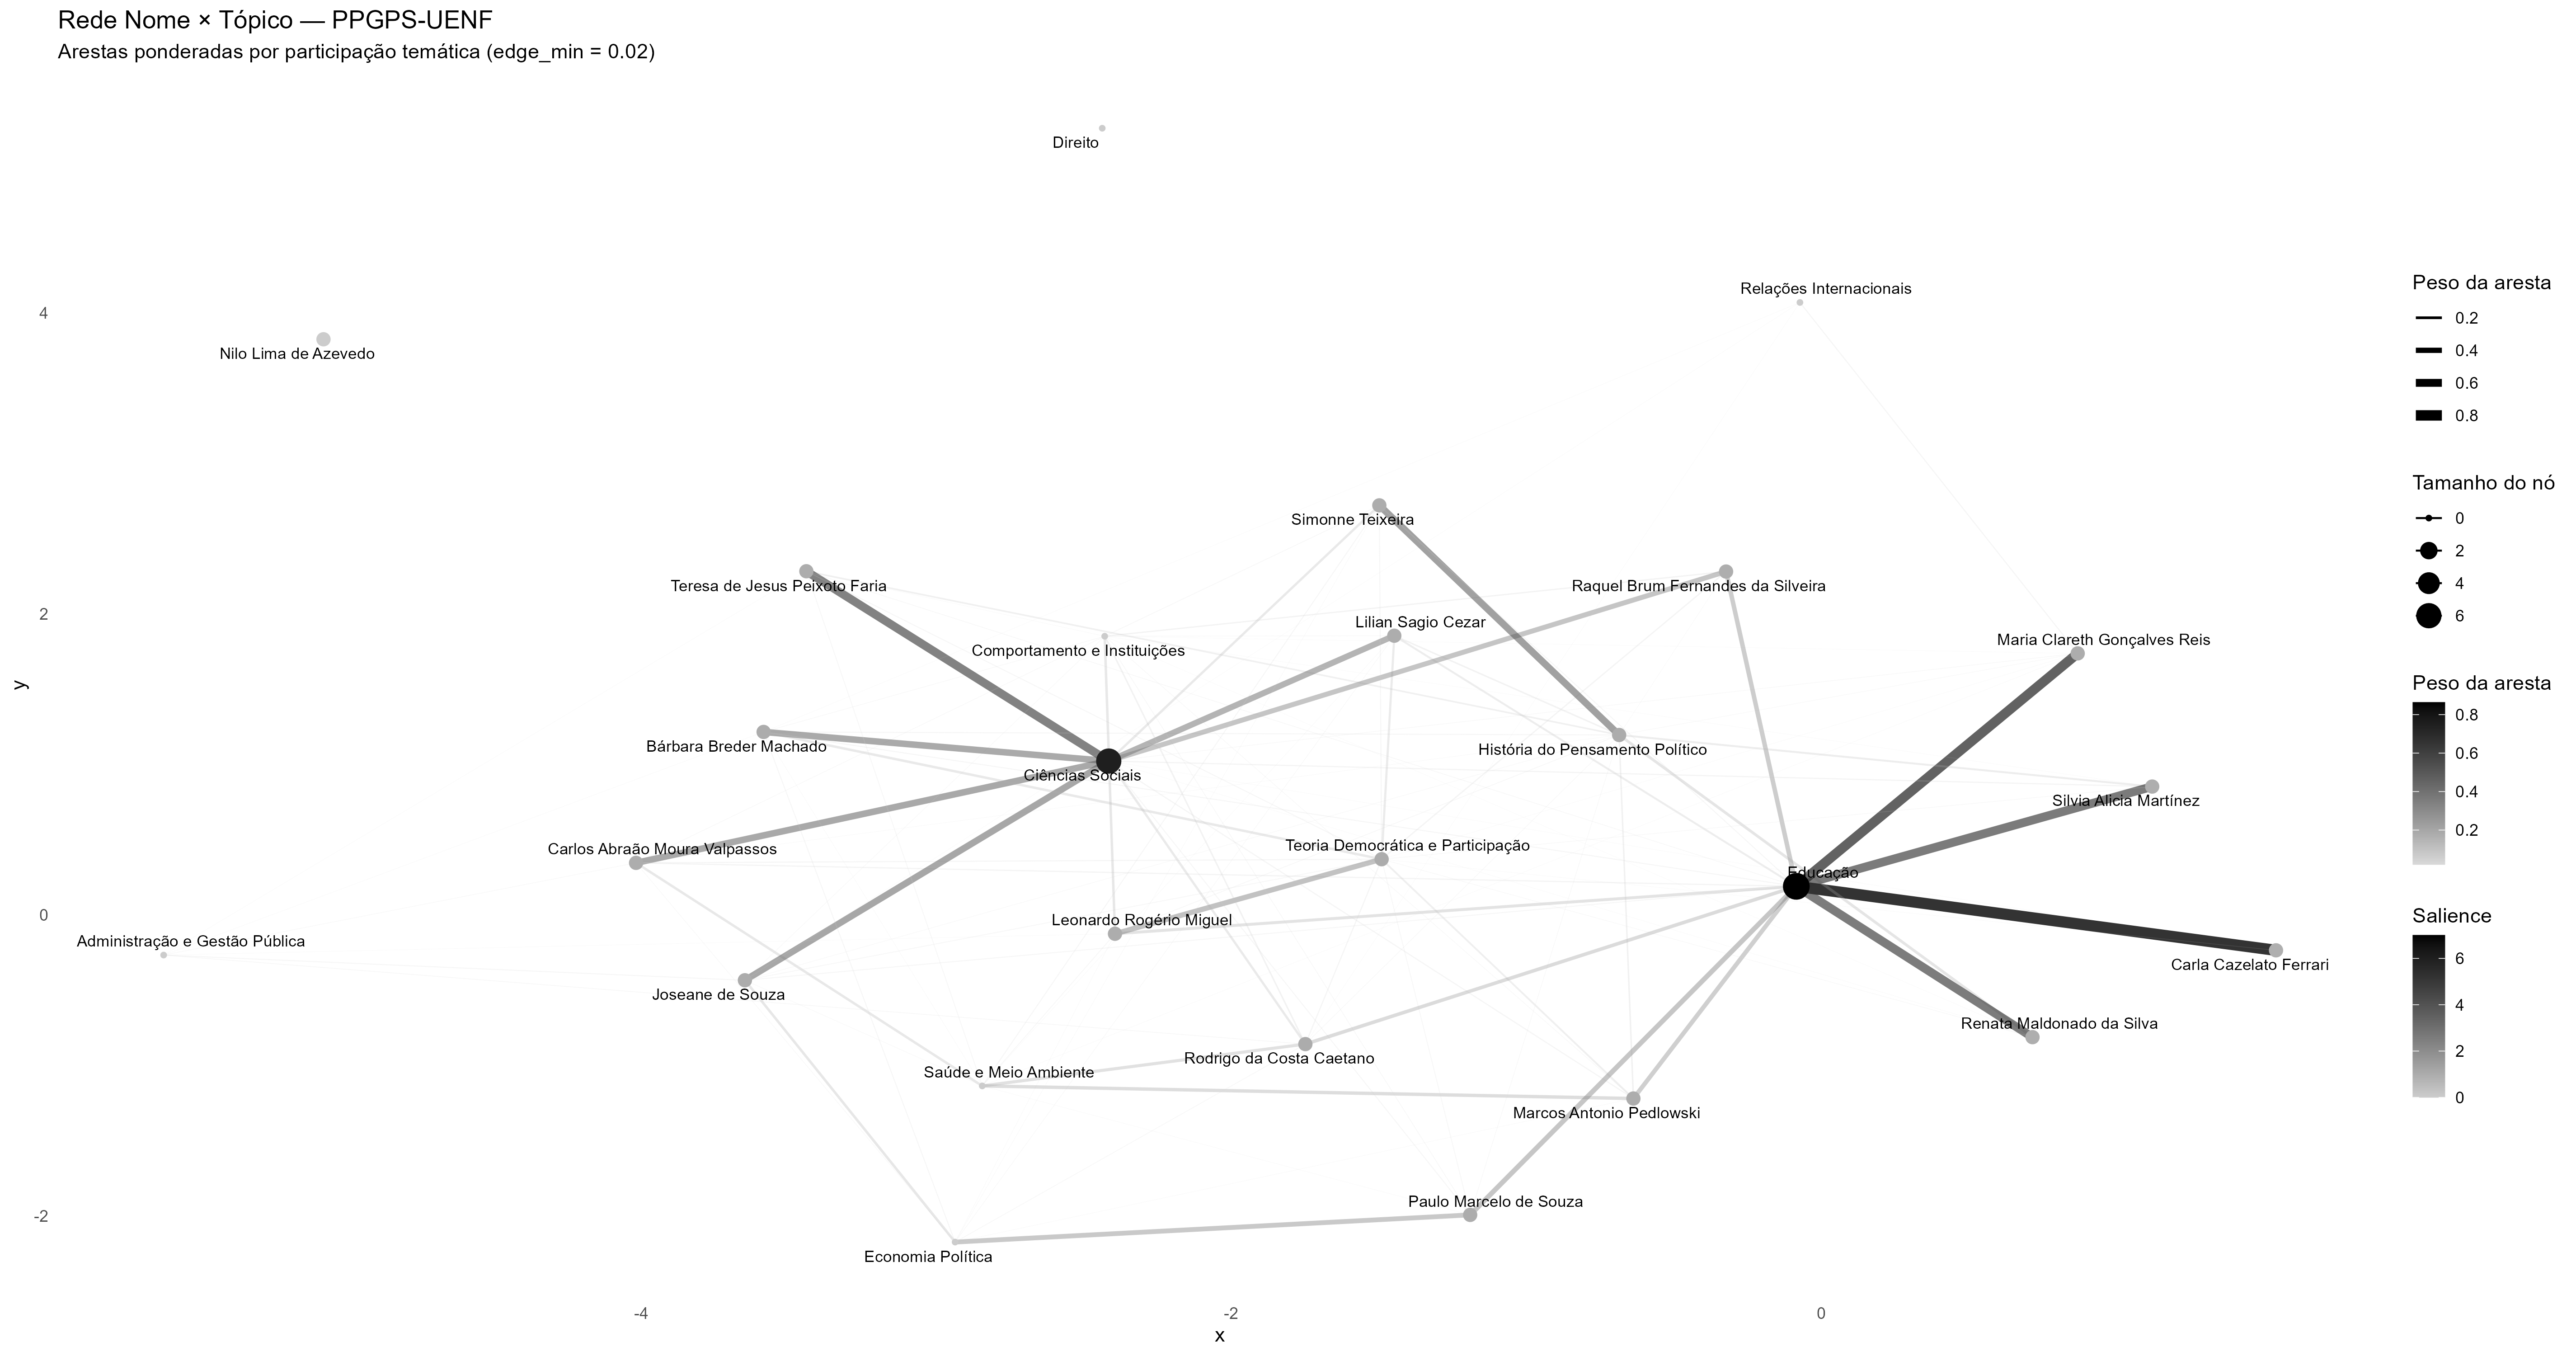 Rede Nome × Tópico — PPGPS-UENF
Arestas ponderadas por participação temática (edge_min = 0.02)
Direito
Relações Internacionais
Nilo Lima de Azevedo
Simonne Teixeira
Teresa de Jesus Peixoto Faria
Raquel Brum Fernandes da Silveira
Lilian Sagio Cezar
Comportamento e Instituições
Maria Clareth Gonçalves Reis
Bárbara Breder Machado
História do Pensamento Político
Ciências Sociais
Silvia Alicia Martínez
Carlos Abraão Moura Valpassos
Teoria Democrática e Participação
Educação
Leonardo Rogério Miguel
Administração e Gestão Pública
Carla Cazelato Ferrari
Joseane de Souza
Renata Maldonado da Silva
Rodrigo da Costa Caetano
Saúde e Meio Ambiente
Marcos Antonio Pedlowski
Paulo Marcelo de Souza
Economia Política
4
2
0
-2
y
-4
-2
0
x
Peso da aresta
0.2
0.4
0.6
0.8
Tamanho do nó
0
2
4
6
Peso da aresta
0.8
0.6
0.4
0.2
Salience
6
4
2
0